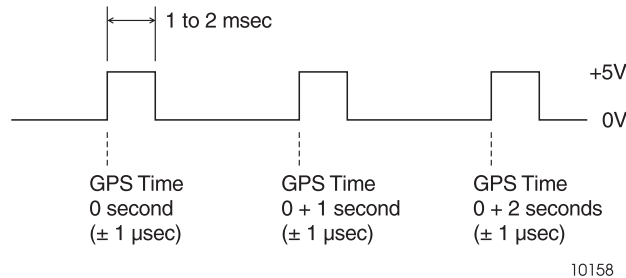 1 to 2 msec
+5V
0V
GPS Time
0 second
(± 1 µsec)
GPS Time
0 + 1 second
(± 1 µsec)
GPS Time
0 + 2 seconds
(± 1 µsec)
10158